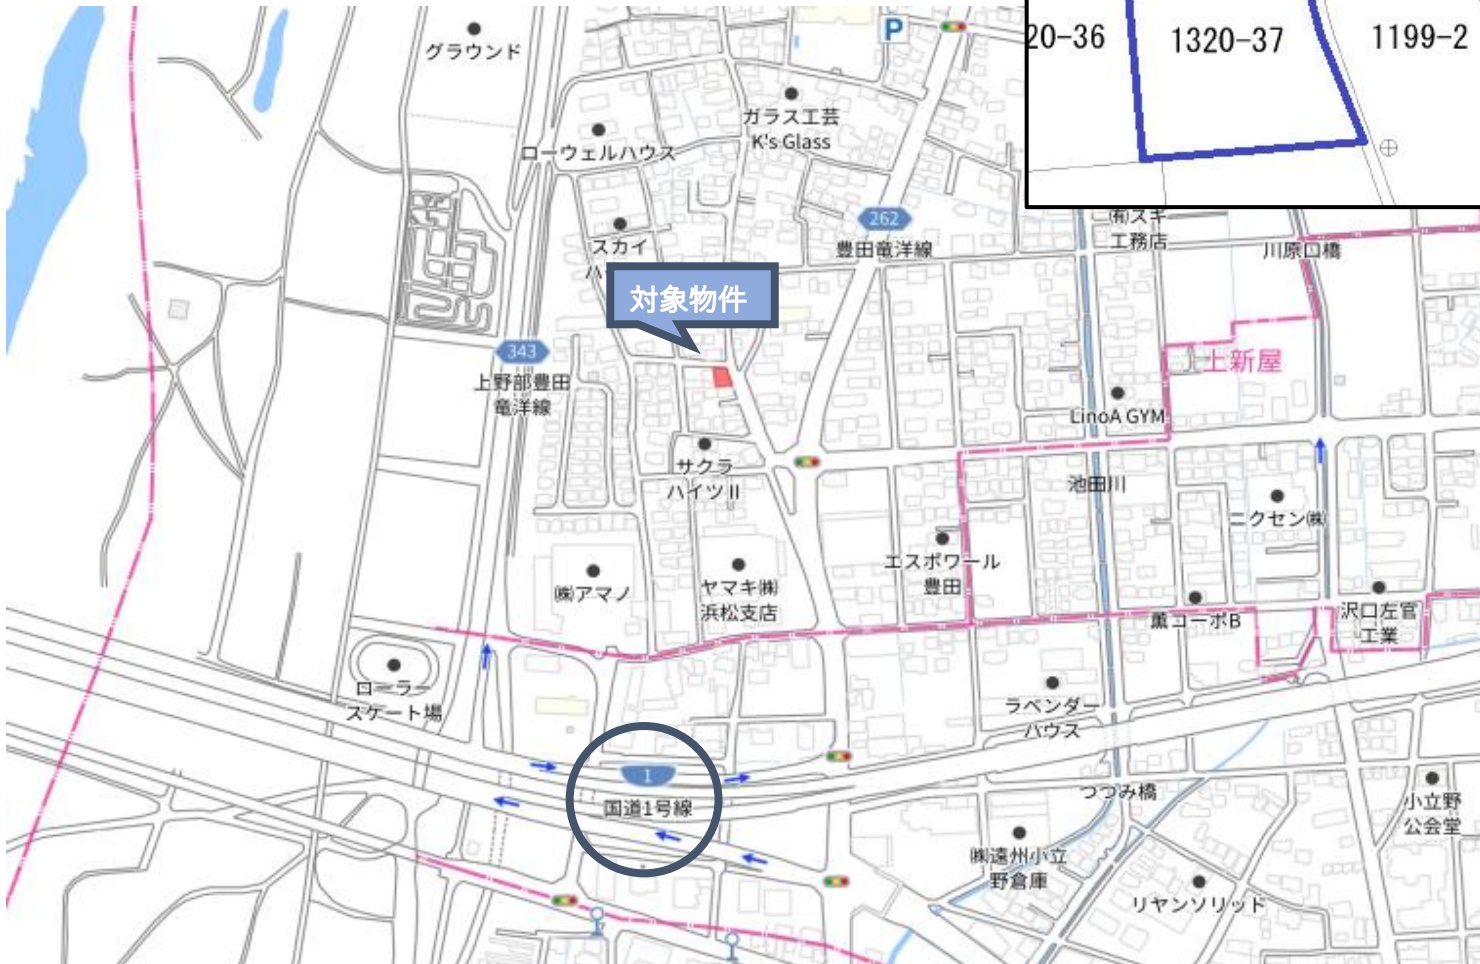 20-36
1320-37
1199-2
P
グラウンド
ガラス工芸
K's Glass
ローウェルハウス
262
豊田竜洋線
スカイ
ハ
㈲スギ
工務店
川原口橋
対象物件
343
上野部豊田
竜洋線
上新屋
LinoA GYM
サクラ
ハイツⅡ
池田川
ニクセン㈱
エスポワール
豊田
㈱アマノ
ヤマキ㈱
浜松支店
薫コーポB
沢口左官
工業
ローラー
スケート場
ラベンダー
ハウス
1
国道1号線
つつみ橋
小立野
公会堂
㈱遠州小立
野倉庫
リヤンソリッド